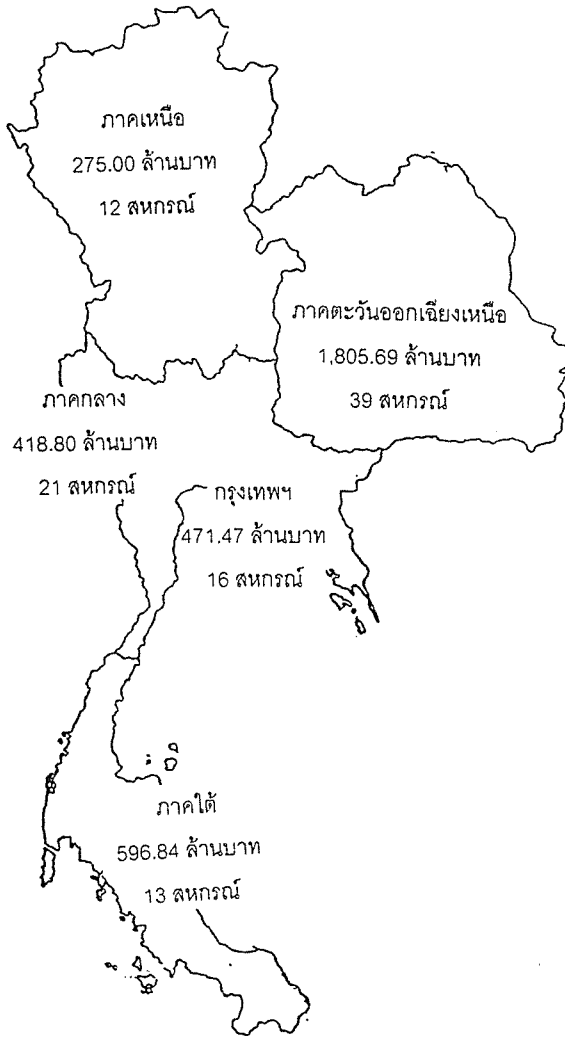 ภาคเหนือ
275.00 ล้านบาท
12 สหกรณ์
ภาคตะวันออกเฉียงเหนือ
1,805.69 ล้านบาท
39 สหกรณ์
ภาคกลาง
418.80 ล้านบาท
21 สหกรณ์
กรุงเทพฯ
471.47 ล้านบาท
16 สหกรณ์
ภาคใต้
596.84 ล้านบาท
13 สหกรณ์